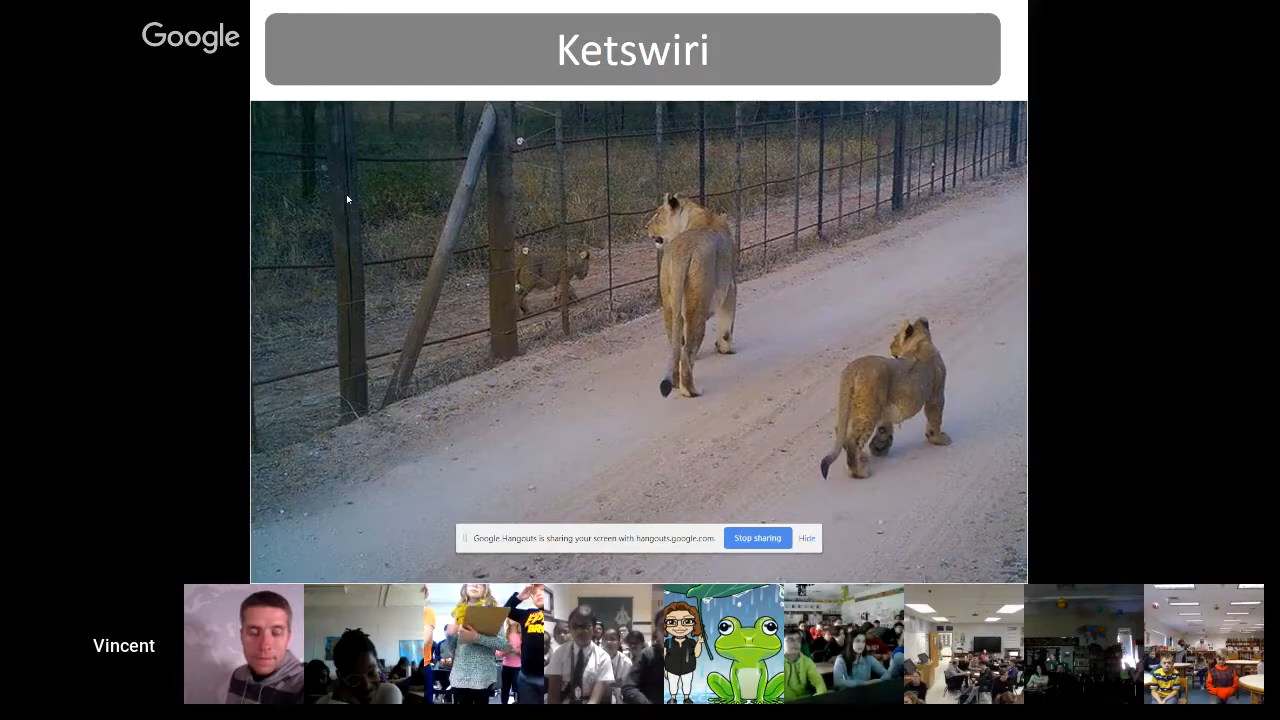 Google
Ketswiri
Google Hangouts is sharing your screen with hangouts.google.com.
Stop sharing
Hide
Vincent